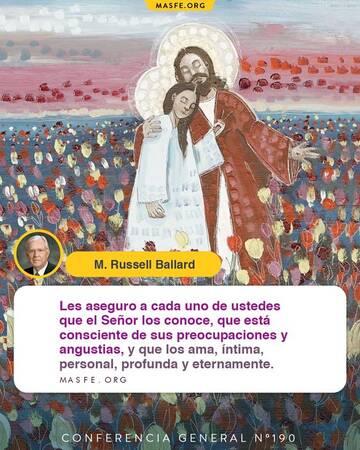 MASFE.ORG
M. Russell Ballard
Les aseguro a cada uno de ustedes
que el Señor los conoce, que está
consciente de sus preocupaciones y
angustias, y que los ama, íntima,
personal, profunda y eternamente.
MASFE.ORG
CONFERENCIA GENERAL N°190